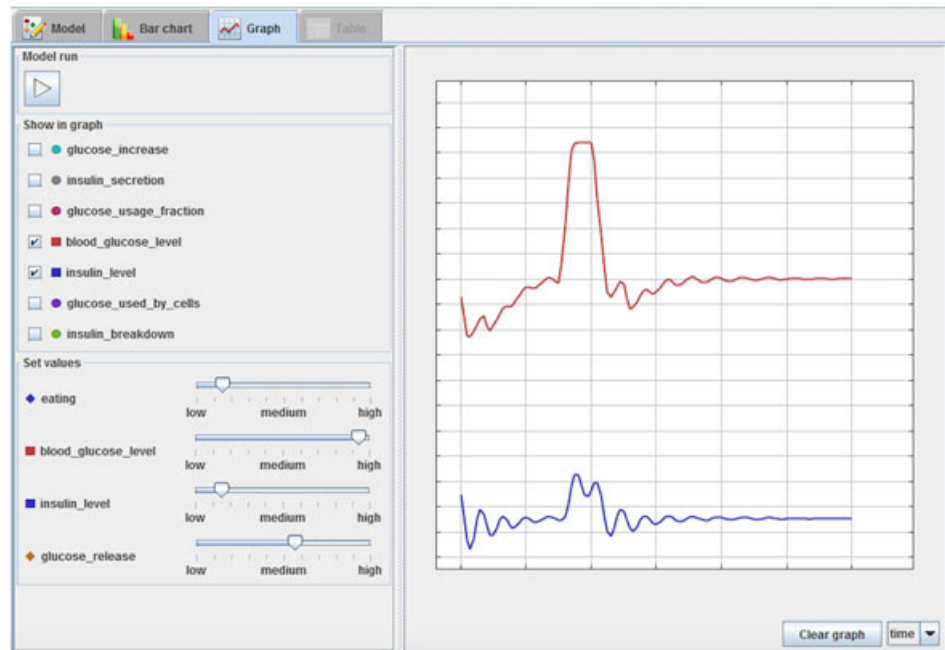 Model Bar chart Graph Table
Model run
Show in graph
glucose_increase
insulin_secretion
glucose_usage_fraction
blood_glucose_level
insulin_level
glucose_used_by_cells
insulin_breakdown
Set values
eating
low medium high
blood_glucose_level
low medium high
insulin_level
low medium high
glucose_release
low medium high
Clear graph time